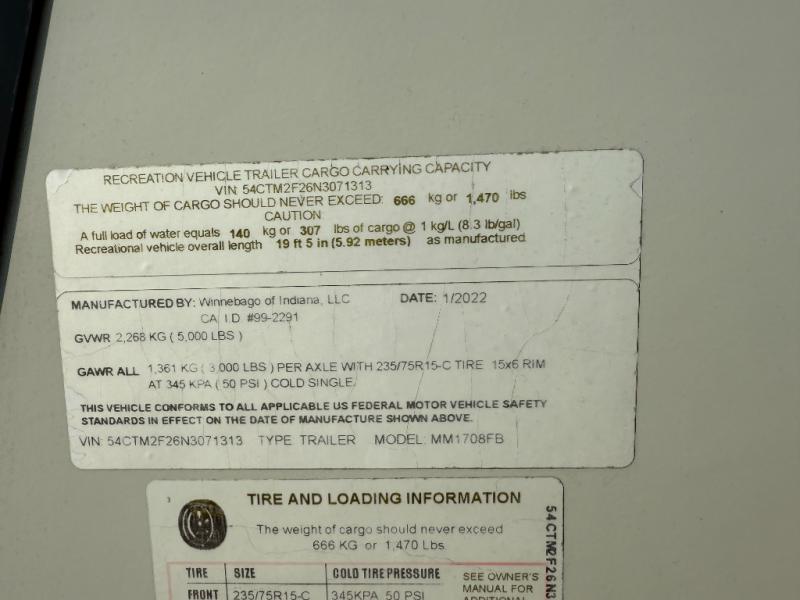 RECREATION VEHICLE TRAILER CARGO CARRYING CAPACITY
VIN: 54CTM2F26N3071313
THE WEIGHT OF CARGO SHOULD NEVER EXCEED: 666 kg or 1,470 lbs
CAUTION:
A full load of water equals 140 kg or 307 lbs of cargo @ 1 kg/L (8.3 lb/gal)
Recreational vehicle overall length 19 ft 5 in (5.92 meters) as manufactured
MANUFACTURED BY: Winnebago of Indiana, LLC DATE: 1/2022
CA. I.D. #99-2291
GVWR 2,268 KG ( 5,000 LBS )
GAWR ALL 1,361 KG ( 3,000 LBS ) PER AXLE WITH 235/75R15-C TIRE 15x6 RIM
AT 345 KPA ( 50 PSI ) COLD SINGLE.
THIS VEHICLE CONFORMS TO ALL APPLICABLE US FEDERAL MOTOR VEHICLE SAFETY
STANDARDS IN EFFECT ON THE DATE OF MANUFACTURE SHOWN ABOVE.
VIN: 54CTM2F26N3071313 TYPE TRAILER MODEL: MM1708FB
TIRE AND LOADING INFORMATION
The weight of cargo should never exceed
666 KG or 1,470 Lbs
TIRE SIZE COLD TIRE PRESSURE
FRONT 235/75R15-C 345KPA 50 PSI
SEE OWNER'S
MANUAL FOR
ADDITIONAL
54CTM2F26N3